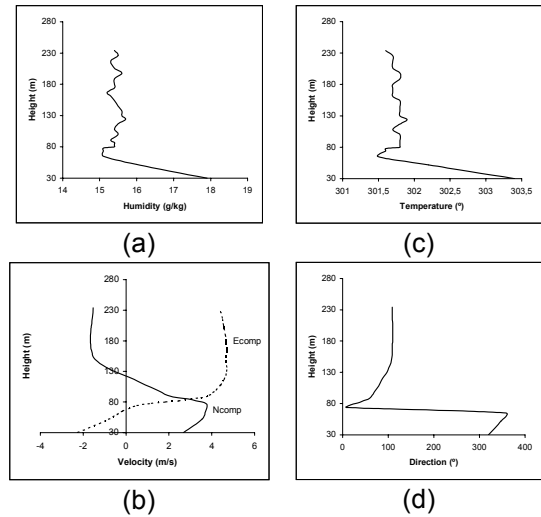 280
230
180
130
80
30
Height (m)
14 15 16 17 18 19
Humidity (g/kg)
(a)
280
230
180
130
80
30
Height (m)
301 301,5 302 302,5 303 303,5
Temperature (º)
(c)
280
230
180
130
80
30
Height (m)
Ecomp
Ncomp
-4 -2 0 2 4 6
Velocity (m/s)
(b)
280
230
180
130
80
30
Height (m)
0 100 200 300 400
Direction (º)
(d)